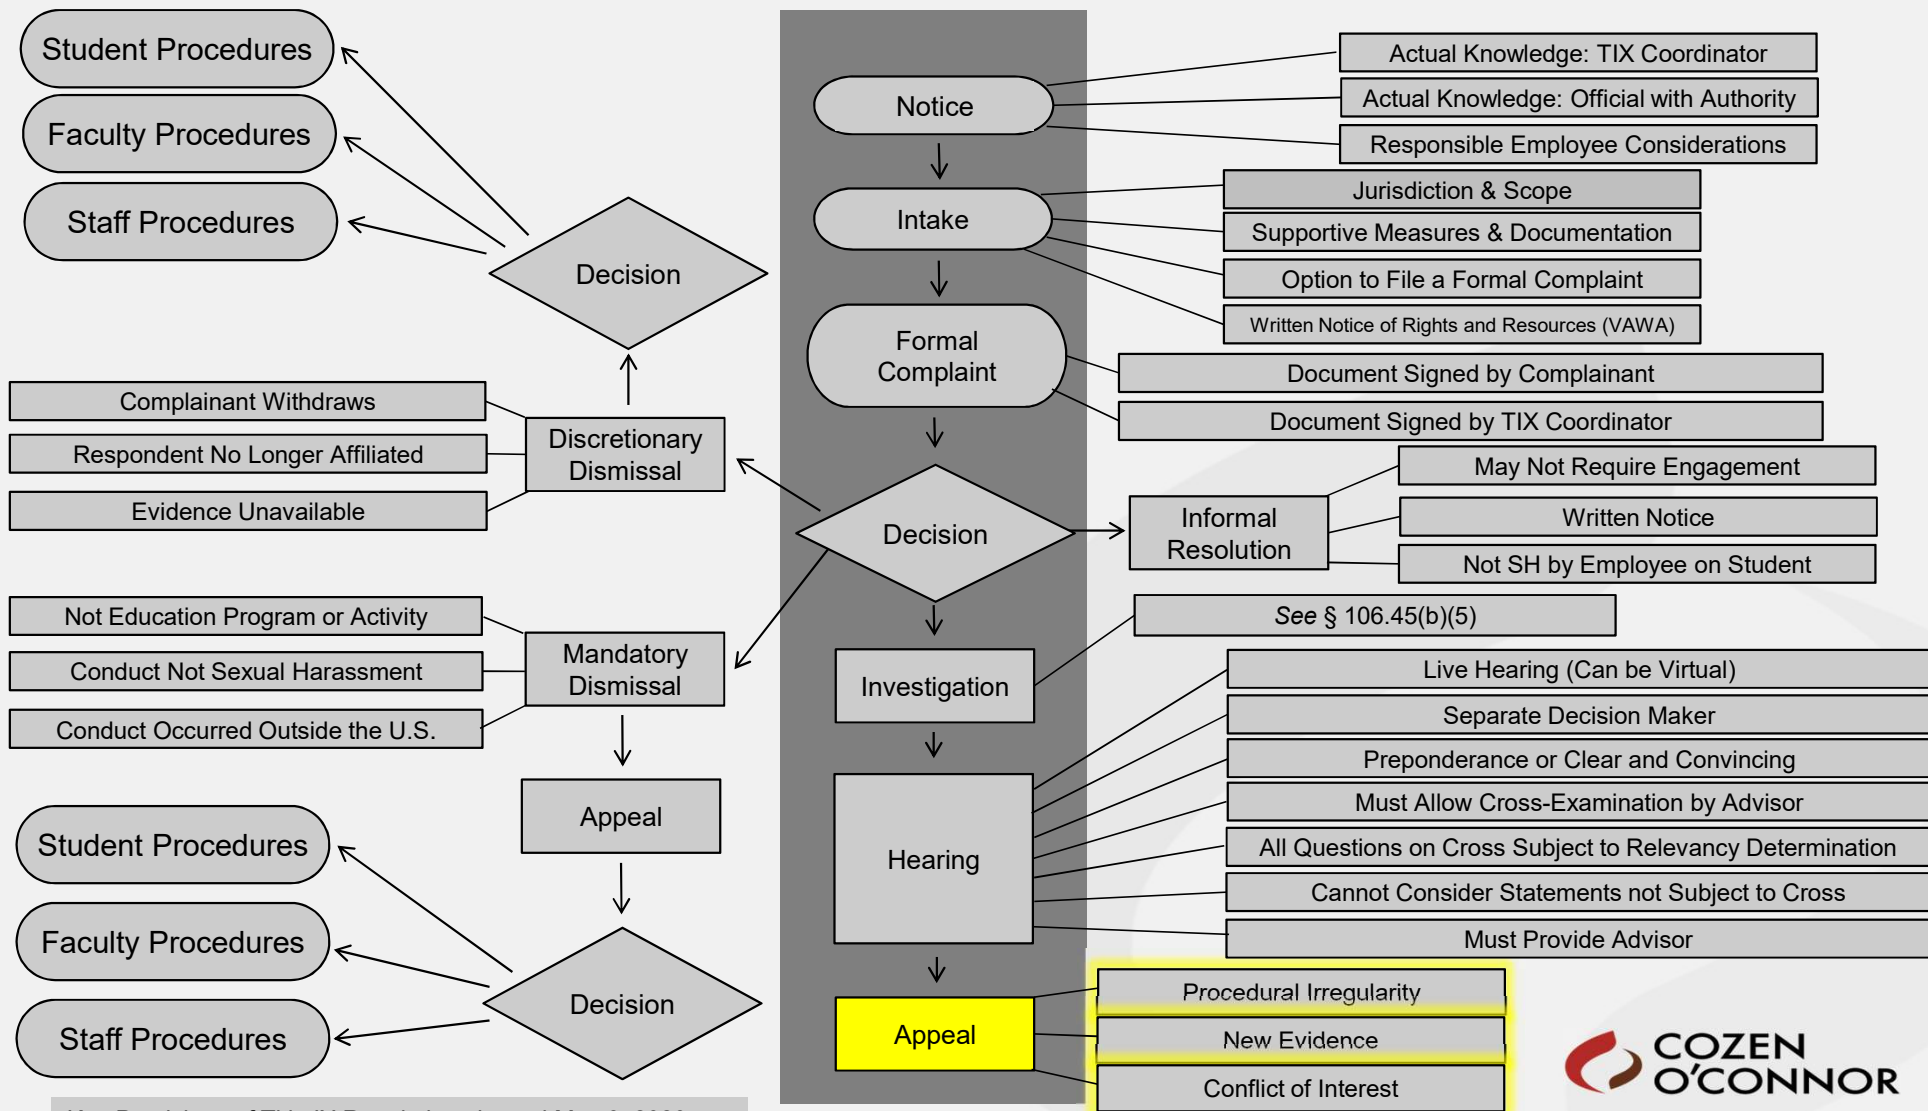 Student Procedures
Faculty Procedures
Staff Procedures
Decision
Complainant Withdraws
Respondent No Longer Affiliated
Evidence Unavailable
Discretionary
Dismissal
Not Education Program or Activity
Conduct Not Sexual Harassment
Conduct Occurred Outside the U.S.
Mandatory
Dismissal
Appeal
Student Procedures
Faculty Procedures
Staff Procedures
Decision
Notice
Actual Knowledge: TIX Coordinator
Actual Knowledge: Official with Authority
Responsible Employee Considerations
Intake
Jurisdiction & Scope
Supportive Measures & Documentation
Option to File a Formal Complaint
Written Notice of Rights and Resources (VAWA)
Formal
Complaint
Document Signed by Complainant
Document Signed by TIX Coordinator
Decision
Informal
Resolution
May Not Require Engagement
Written Notice
Not SH by Employee on Student
Investigation
See § 106.45(b)(5)
Hearing
Live Hearing (Can be Virtual)
Separate Decision Maker
Preponderance or Clear and Convincing
Must Allow Cross-Examination by Advisor
All Questions on Cross Subject to Relevancy Determination
Cannot Consider Statements not Subject to Cross
Must Provide Advisor
Appeal
Procedural Irregularity
New Evidence
Conflict of Interest
COZEN
O'CONNOR